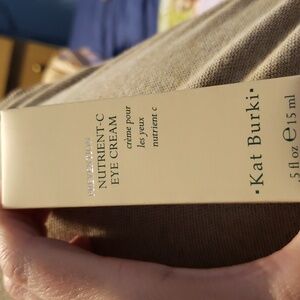 NUTRIENT-C
EYE CREAM
crème pour
les yeux
nutrient c
·Kat Burki·
.5 fl oz e 15 ml